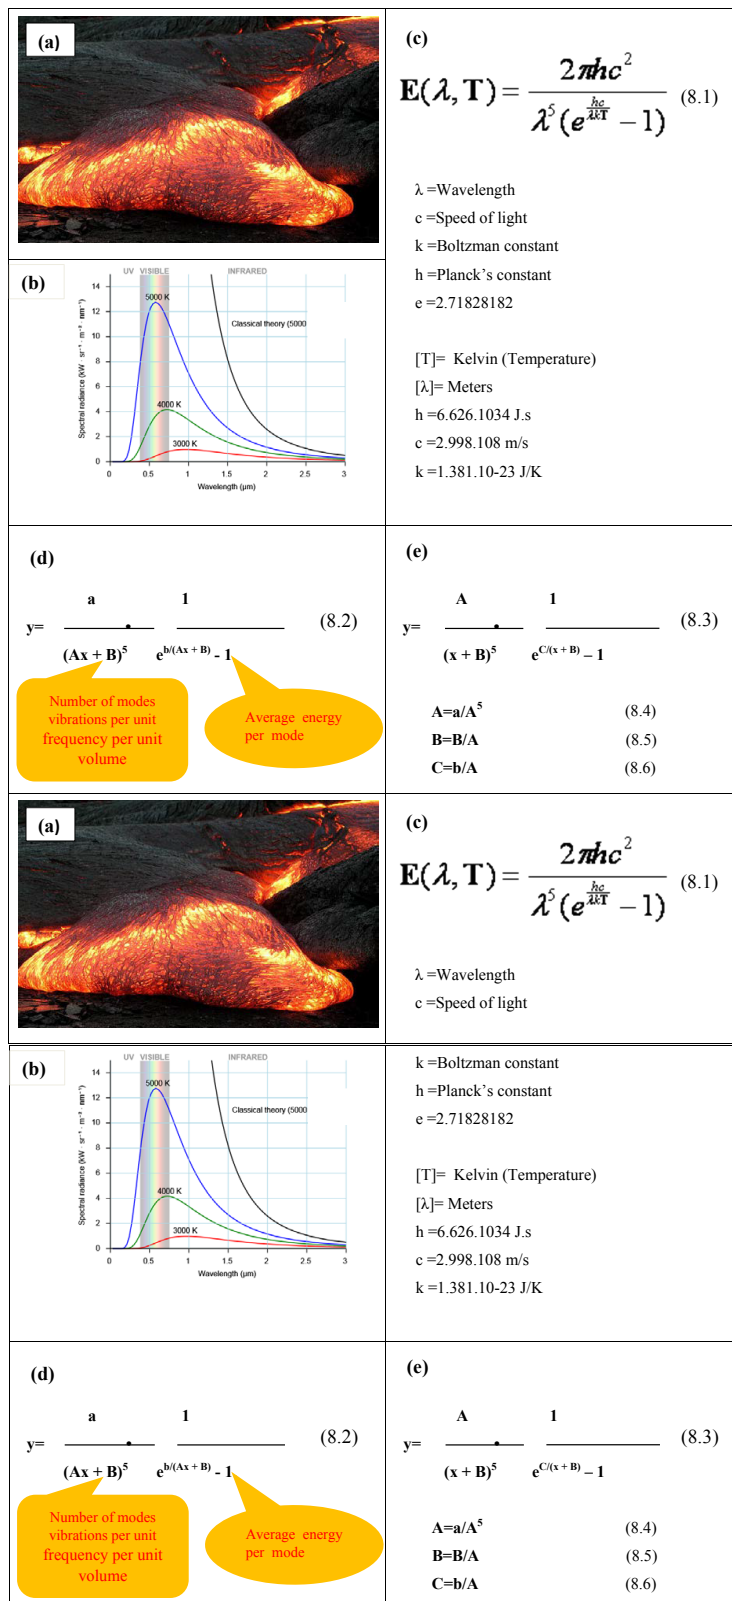 (a)
(c)
E(λ, T) = 2πhc² / λ⁵(e^(hc/λkT) − 1) (8.1)
λ =Wavelength
c =Speed of light
k =Boltzman constant
h =Planck's constant
e =2.71828182
[T]= Kelvin (Temperature)
[λ]= Meters
h =6.626.1034 J.s
c =2.998.108 m/s
k =1.381.10-23 J/K
(b)
UV VISIBLE INFRARED
14
12
10
8
6
4
2
0
Spectral radiance (kW · sr⁻¹ · m⁻² · nm⁻¹)
5000 K
Classical theory (5000
4000 K
3000 K
0 0.5 1 1.5 2 2.5 3
Wavelength (μm)
(d)
a 1
y= • (8.2)
(Ax + B)⁵ e^b/(Ax + B) - 1
Number of modes
vibrations per unit
frequency per unit
volume
Average energy
per mode
(e)
A 1
y= • (8.3)
(x + B)⁵ e^C/(x + B) – 1
A=a/A⁵ (8.4)
B=B/A (8.5)
C=b/A (8.6)
(a)
(c)
E(λ, T) = 2πhc² / λ⁵(e^(hc/λkT) − 1) (8.1)
λ =Wavelength
c =Speed of light
(b)
UV VISIBLE INFRARED
14
12
10
8
6
4
2
0
Spectral radiance (kW · sr⁻¹ · m⁻² · nm⁻¹)
5000 K
Classical theory (5000
4000 K
3000 K
0 0.5 1 1.5 2 2.5 3
Wavelength (μm)
k =Boltzman constant
h =Planck's constant
e =2.71828182
[T]= Kelvin (Temperature)
[λ]= Meters
h =6.626.1034 J.s
c =2.998.108 m/s
k =1.381.10-23 J/K
(d)
a 1
y= • (8.2)
(Ax + B)⁵ e^b/(Ax + B) - 1
Number of modes
vibrations per unit
frequency per unit
volume
Average energy
per mode
(e)
A 1
y= • (8.3)
(x + B)⁵ e^C/(x + B) – 1
A=a/A⁵ (8.4)
B=B/A (8.5)
C=b/A (8.6)